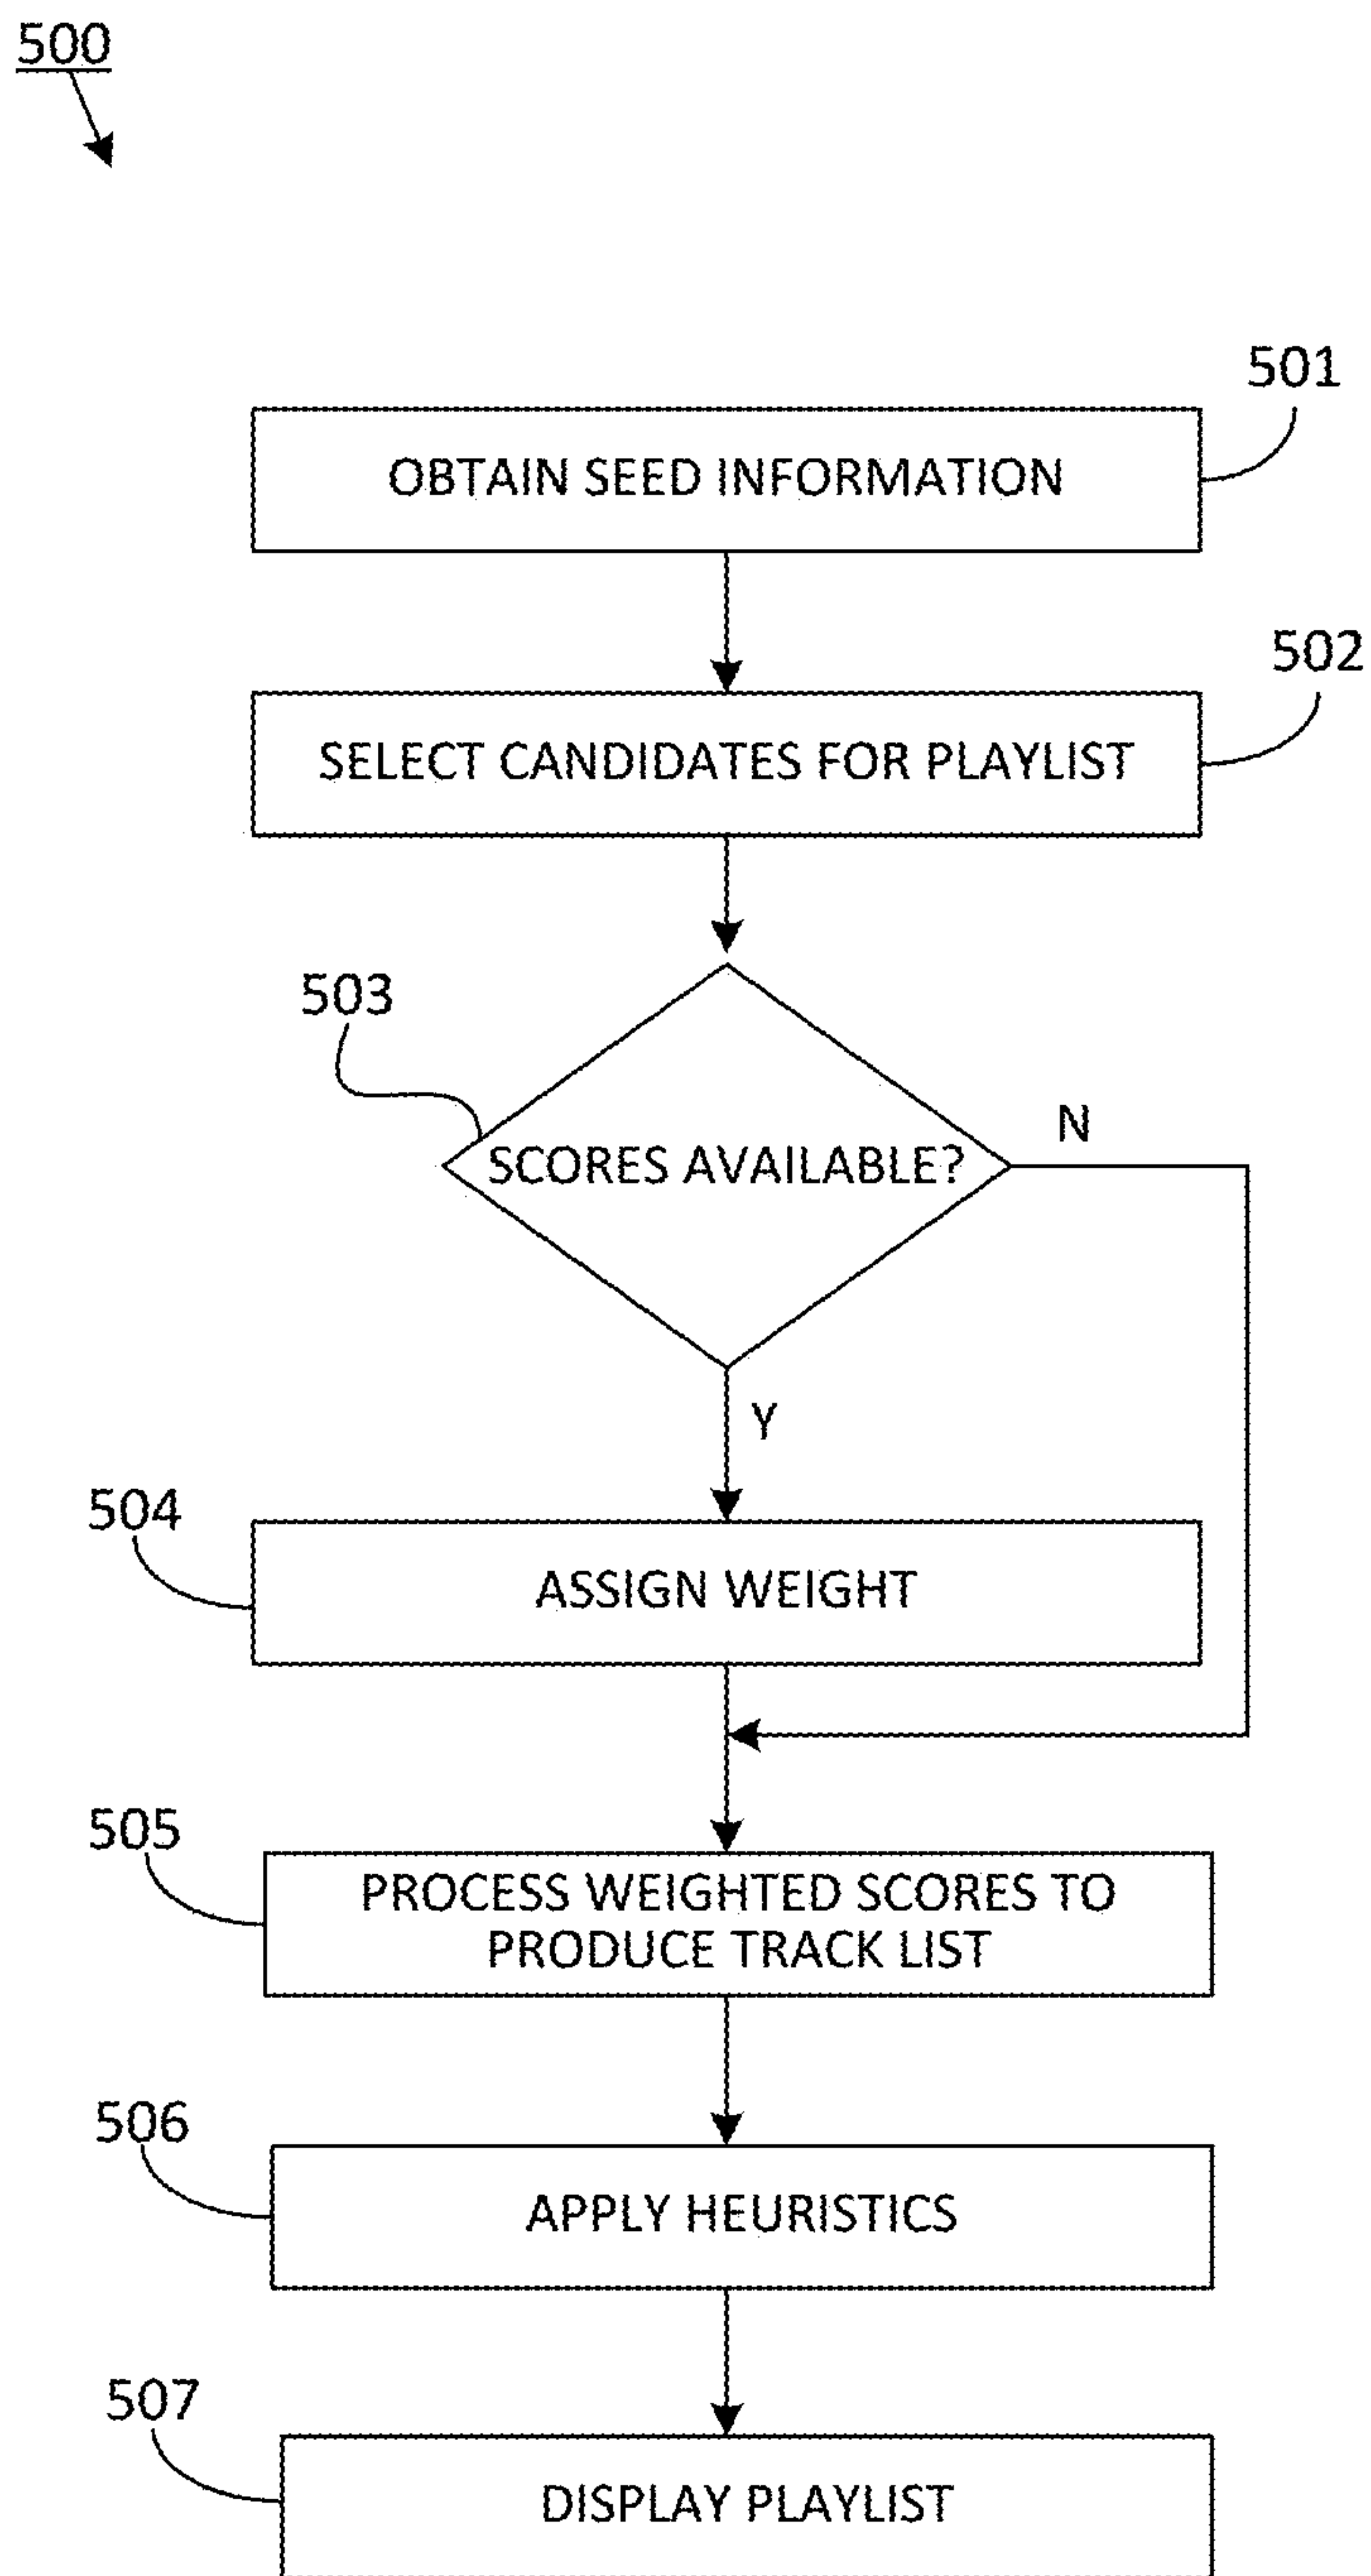 500
501
OBTAIN SEED INFORMATION
502
SELECT CANDIDATES FOR PLAYLIST
503
SCORES AVAILABLE?
N
Y
504
ASSIGN WEIGHT
505
PROCESS WEIGHTED SCORES TO
PRODUCE TRACK LIST
506
APPLY HEURISTICS
507
DISPLAY PLAYLIST